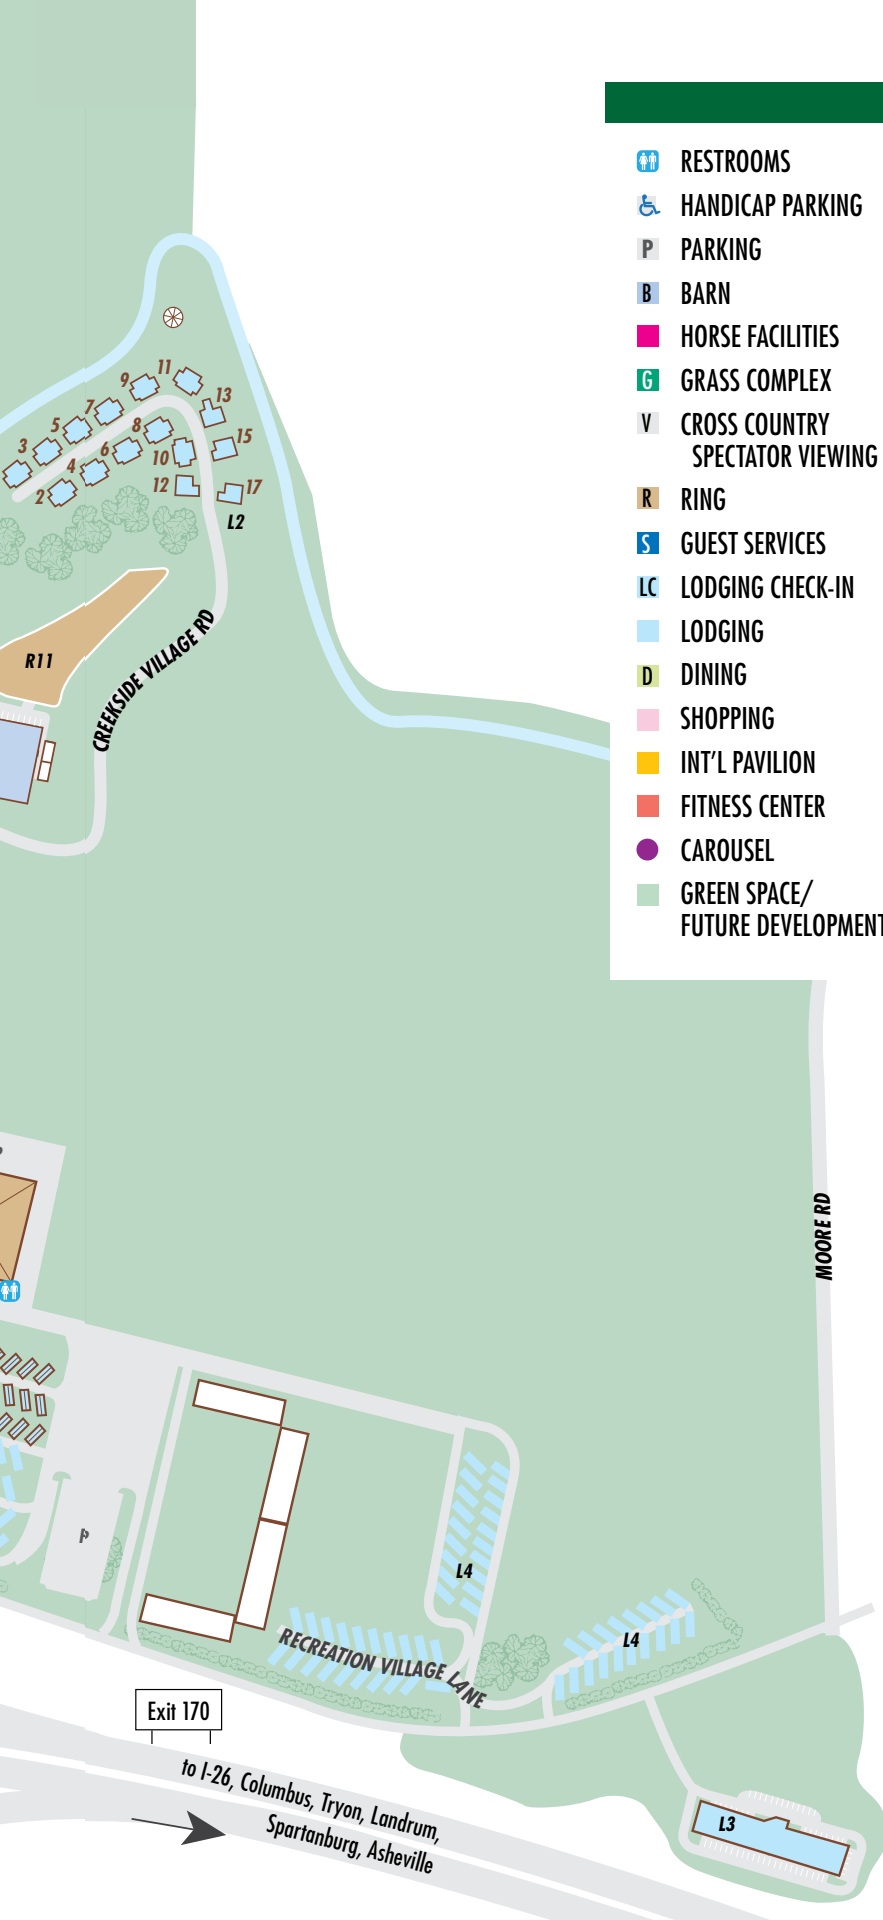 RESTROOMS
HANDICAP PARKING
P PARKING
B BARN
HORSE FACILITIES
G GRASS COMPLEX
V CROSS COUNTRY
SPECTATOR VIEWING
R RING
S GUEST SERVICES
LC LODGING CHECK-IN
LODGING
D DINING
SHOPPING
INT'L PAVILION
FITNESS CENTER
CAROUSEL
GREEN SPACE/
FUTURE DEVELOPMENT
11
9
13
7
5
8
15
3
6
10
4
12
17
2
L2
R11
CREEKSIDE VILLAGE RD
MOORE RD
P
L4
L4
RECREATION VILLAGE LANE
Exit 170
to I-26, Columbus, Tryon, Landrum,
Spartanburg, Asheville
L3